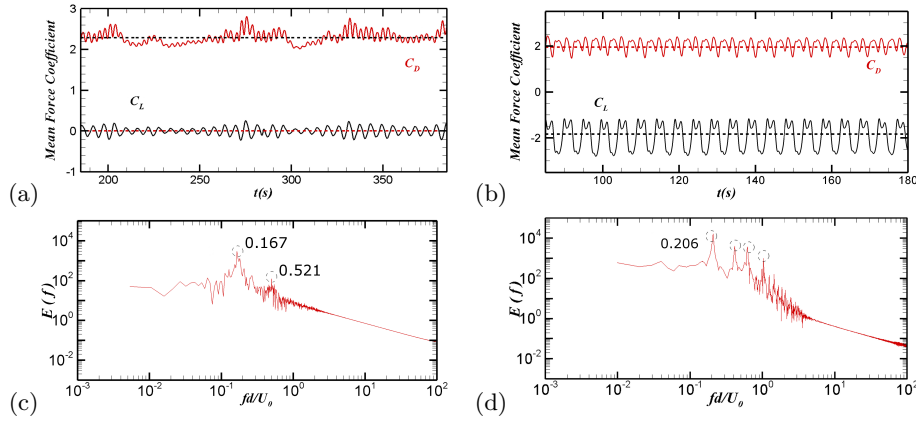 (a)
Mean Force Coefficient
3
2
1
0
-1
C_D
C_L
200
250
300
350
t(s)
(b)
Mean Force Coefficient
4
2
0
-2
C_D
C_L
100
120
140
160
180
t(s)
(c)
E(f)
10^4
10^2
10^0
10^-2
0.167
0.521
10^-3
10^-2
10^-1
10^0
10^1
10^2
fd/U_0
(d)
E(f)
10^4
10^2
10^0
10^-2
0.206
10^-3
10^-2
10^-1
10^0
10^1
10^2
fd/U_0